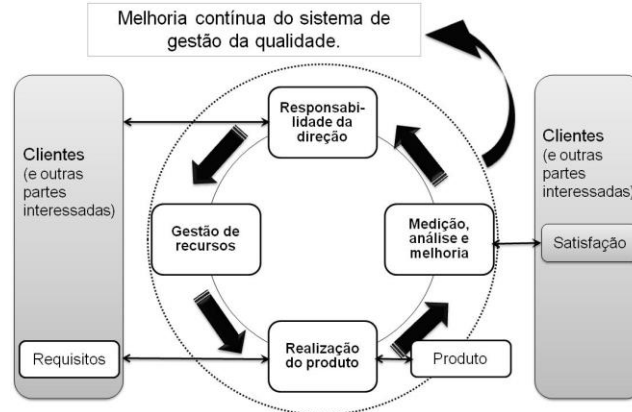 Melhoria contínua do sistema de
gestão da qualidade.
Responsabi-
lidade da
direção
Clientes
(e outras
partes
interessadas)
Clientes
(e outras
partes
interessadas)
Gestão de
recursos
Medição,
análise e
melhoria
Satisfação
Requisitos
Realização
do produto
Produto